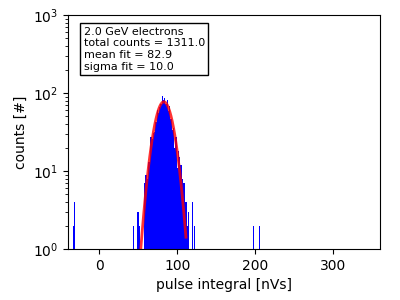 10³
2.0 GeV electrons
total counts = 1311.0
mean fit = 82.9
sigma fit = 10.0
10²
counts [#]
10¹
10⁰
0 100 200 300
pulse integral [nVs]